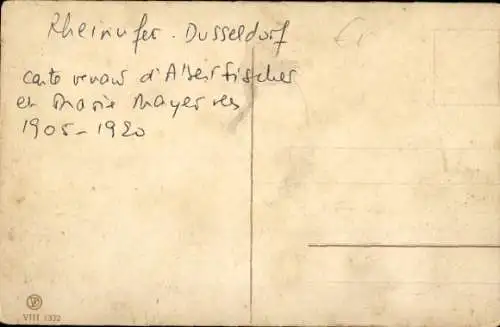 Rheinufer - Dusseldorf
carte venant d'Albert Fischer
et Marie Mayer vers
1905-1920
VIII 1332